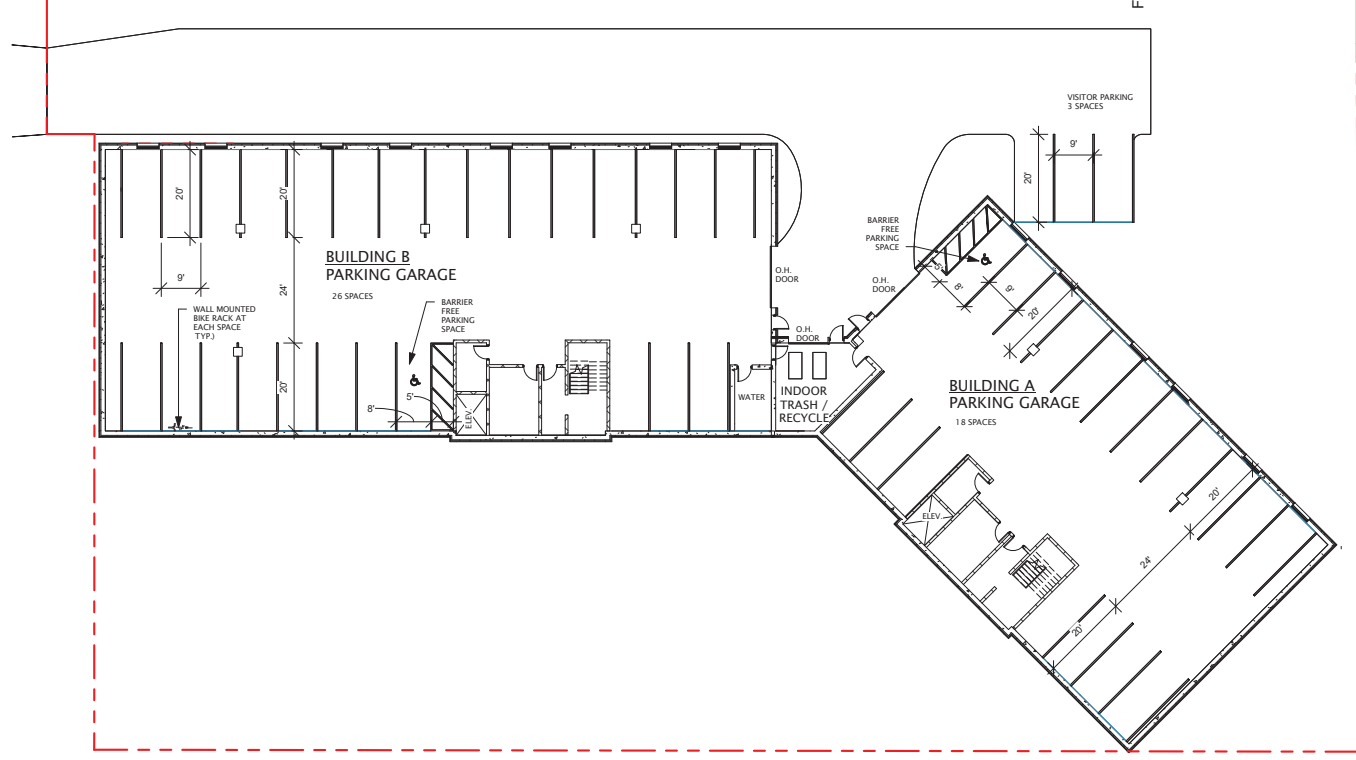 F
VISITOR PARKING
3 SPACES
9'
20'
20'
20'
9'
24'
BUILDING B
PARKING GARAGE
26 SPACES
WALL MOUNTED
BIKE RACK AT
EACH SPACE
TYP.)
BARRIER
FREE
PARKING
SPACE
20'
8'
5'
ELEV.
WATER
O.H.
DOOR
O.H.
DOOR
INDOOR
TRASH /
RECYCLE
O.H.
DOOR
BARRIER
FREE
PARKING
SPACE
5'
8'
9'
20'
BUILDING A
PARKING GARAGE
18 SPACES
ELEV.
20'
24'
20'